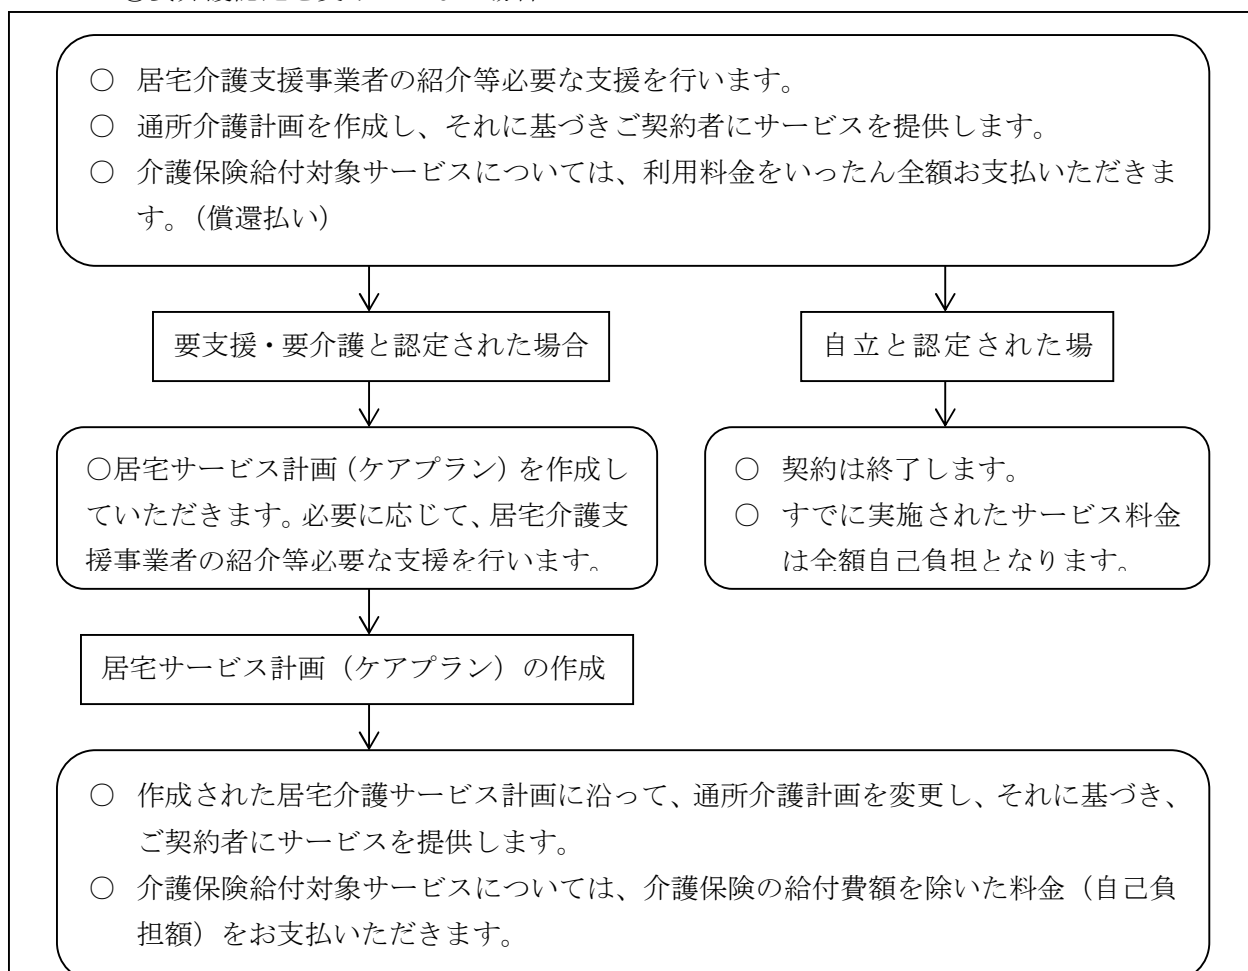 ○ 居宅介護支援事業者の紹介等必要な支援を行います。
○ 通所介護計画を作成し、それに基づきご契約者にサービスを提供します。
○ 介護保険給付対象サービスについては、利用料金をいったん全額お支払いただきま
す。（償還払い）
要支援・要介護と認定された場合
自立と認定された場
○居宅サービス計画（ケアプラン）を作成し
ていただきます。必要に応じて、居宅介護支
援事業者の紹介等必要な支援を行います。
○ 契約は終了します。
○ すでに実施されたサービス料金
は全額自己負担となります。
居宅サービス計画（ケアプラン）の作成
○ 作成された居宅介護サービス計画に沿って、通所介護計画を変更し、それに基づき、
ご契約者にサービスを提供します。
○ 介護保険給付対象サービスについては、介護保険の給付費額を除いた料金（自己負
担額）をお支払いただきます。